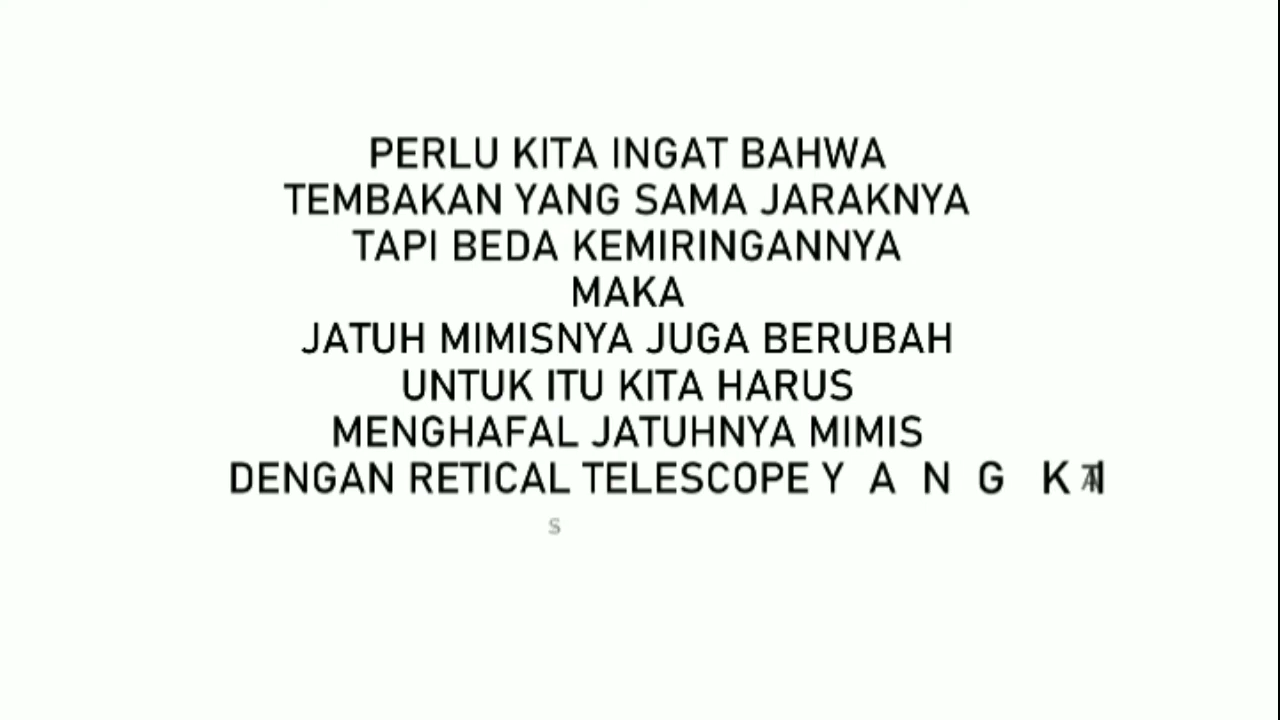 PERLU KITA INGAT BAHWA
TEMBAKAN YANG SAMA JARAKNYA
TAPI BEDA KEMIRINGANNYA
MAKA
JATUH MIMISNYA JUGA BERUBAH
UNTUK ITU KITA HARUS
MENGHAFAL JATUHNYA MIMIS
DENGAN RETICAL TELESCOPE YANG